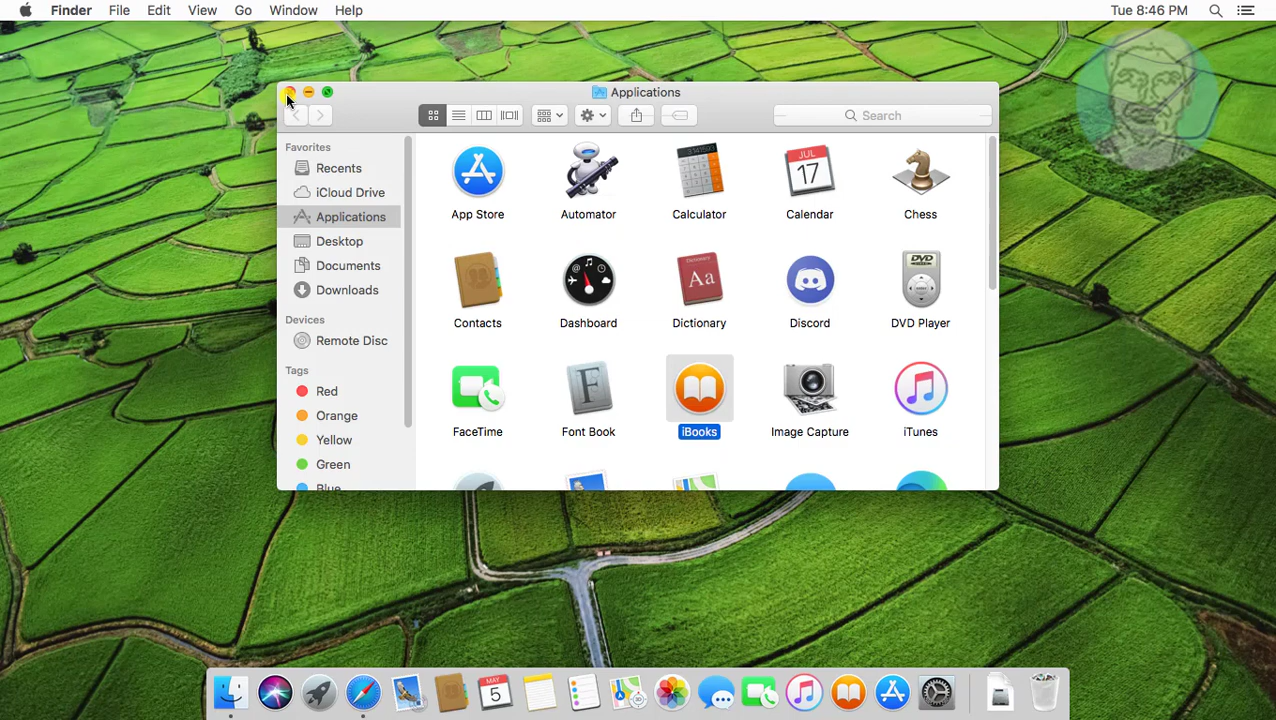 Finder File Edit View Go Window Help Tue 8:46 PM
Applications
Search
Favorites
Recents
iCloud Drive
Applications
Desktop
Documents
Downloads
Devices
Remote Disc
Tags
Red
Orange
Yellow
Green
Blue
App Store Automator Calculator Calendar Chess
JUL
17
Contacts Dashboard Dictionary Discord DVD Player
Dictionary
Aa
DVD
FaceTime Font Book iBooks Image Capture iTunes
F
MAY
5